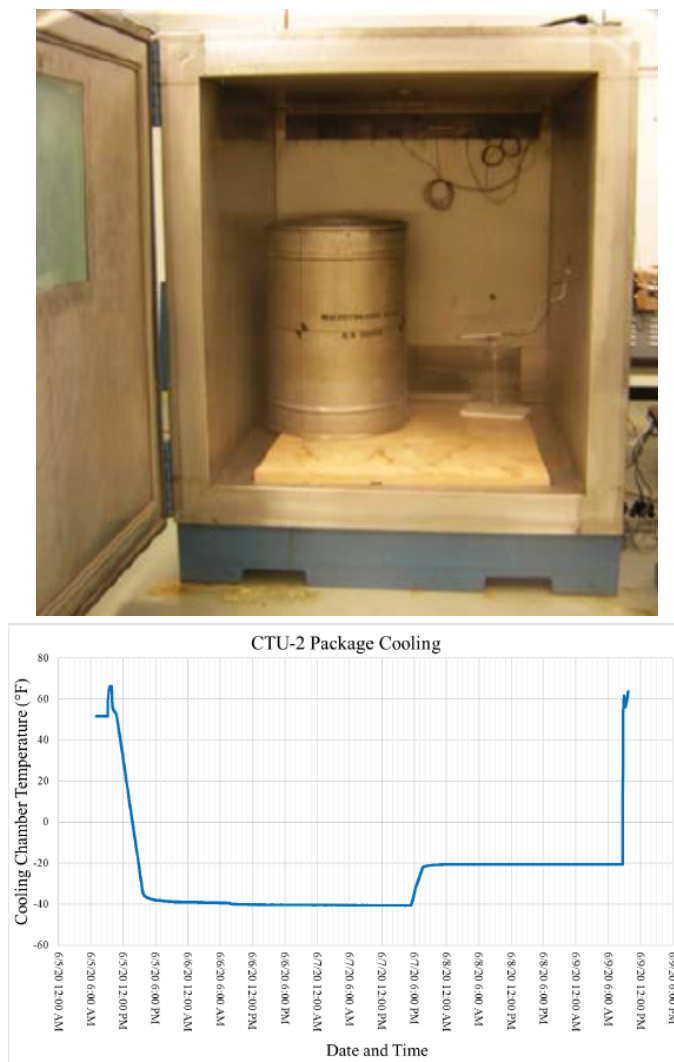 CTU-2 Package Cooling
Cooling Chamber Temperature (°F)
80
60
40
20
0
-20
-40
-60
6/5/20 12:00 AM
6/5/20 6:00 AM
6/5/20 12:00 PM
6/5/20 6:00 PM
6/6/20 12:00 AM
6/6/20 6:00 AM
6/6/20 12:00 PM
6/6/20 6:00 PM
6/7/20 12:00 AM
6/7/20 6:00 AM
6/7/20 12:00 PM
6/7/20 6:00 PM
6/8/20 12:00 AM
6/8/20 6:00 AM
6/8/20 12:00 PM
6/8/20 6:00 PM
6/9/20 12:00 AM
6/9/20 6:00 AM
6/9/20 12:00 PM
6/9/20 6:00 PM
Date and Time